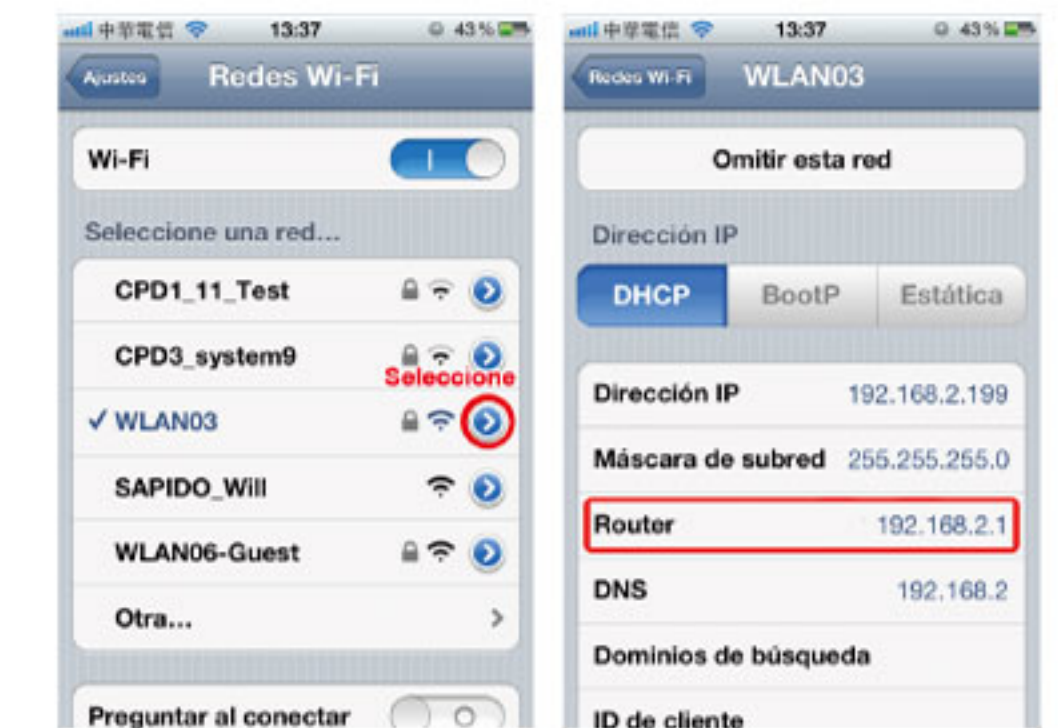 中華電信 13:37 43%
Ajustes Redes Wi-Fi
Wi-Fi
Seleccione una red...
CPD1_11_Test
CPD3_system9
Seleccione
✓ WLAN03
SAPIDO_Will
WLAN06-Guest
Otra...
Preguntar al conectar
中華電信 13:37 43%
Redes Wi-Fi WLAN03
Omitir esta red
Dirección IP
DHCP BootP Estática
Dirección IP 192.168.2.199
Máscara de subred 255.255.255.0
Router 192.168.2.1
DNS 192.168.2
Dominios de búsqueda
ID de cliente